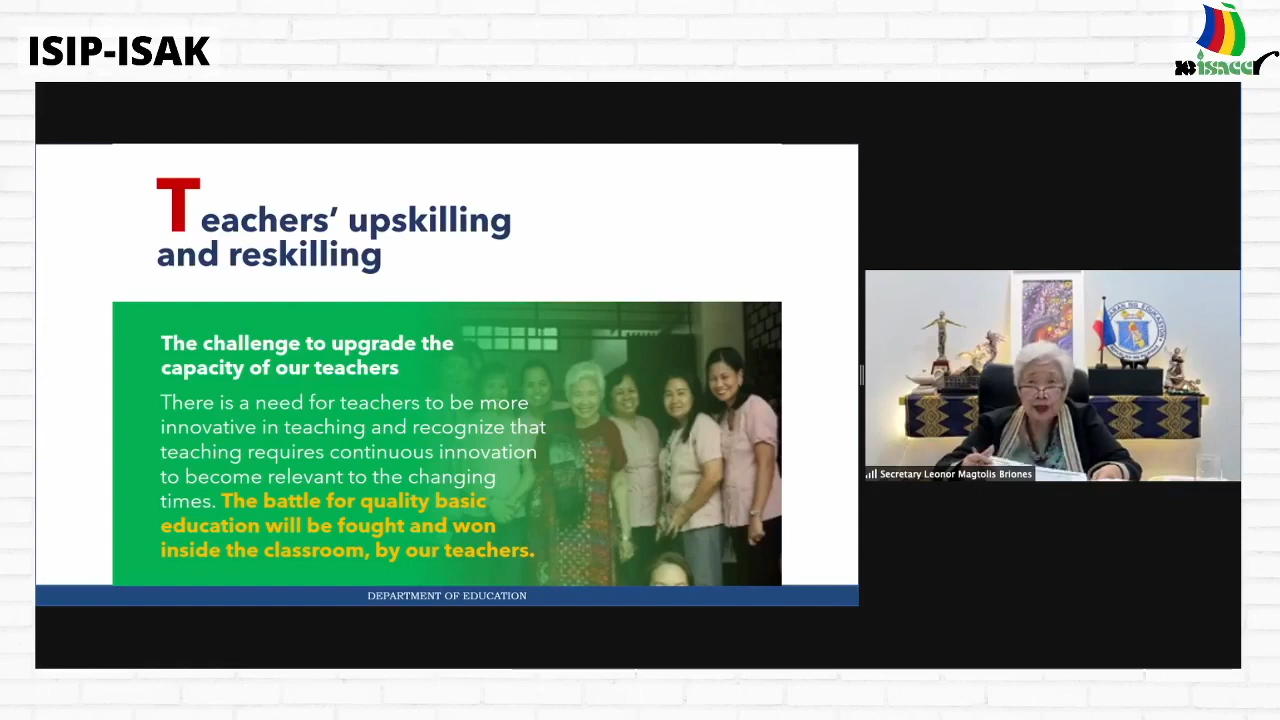 ISIP-ISAK
isaccr
Teachers’ upskilling
and reskilling
The challenge to upgrade the
capacity of our teachers
There is a need for teachers to be more
innovative in teaching and recognize that
teaching requires continuous innovation
to become relevant to the changing
times. The battle for quality basic
education will be fought and won
inside the classroom, by our teachers.
DEPARTMENT OF EDUCATION
Secretary Leonor Magtolis Briones